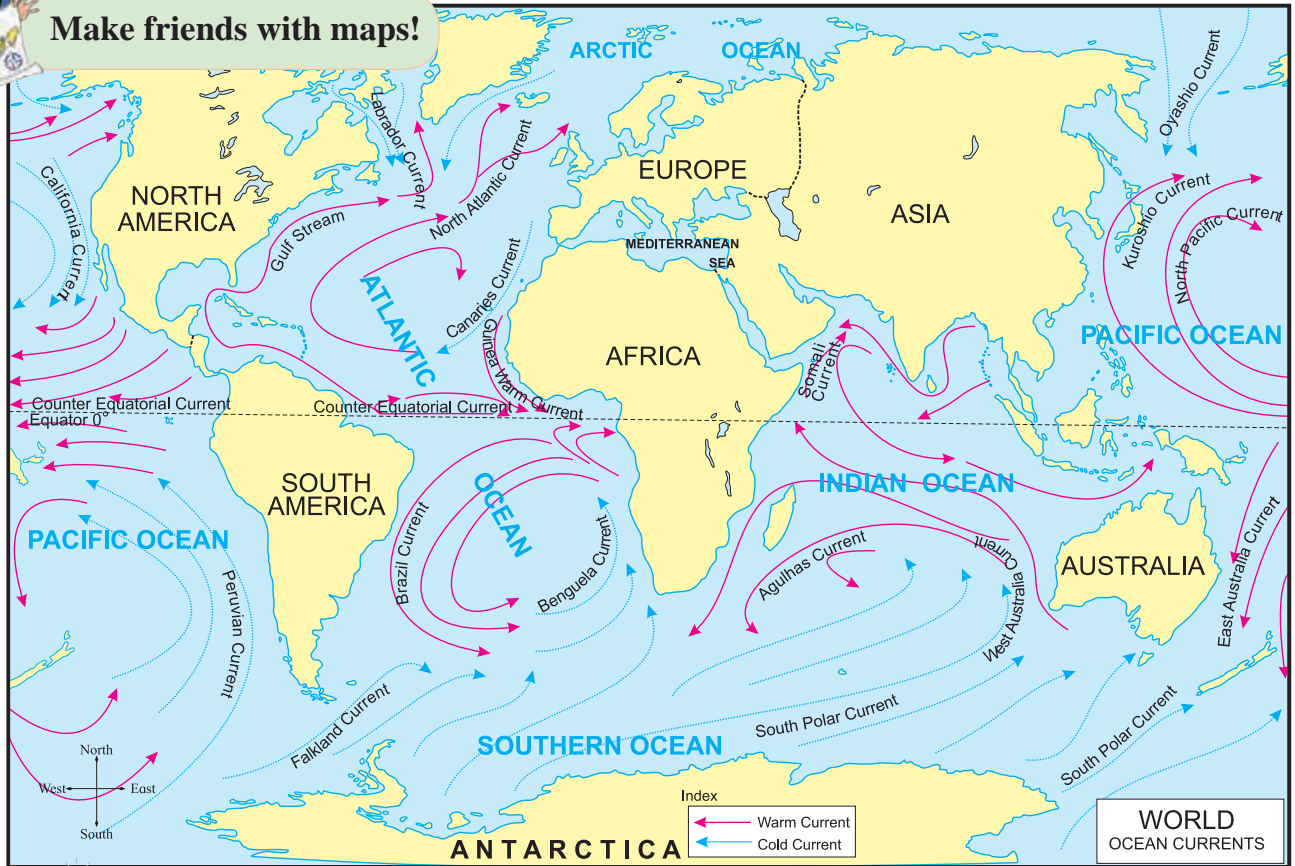 Make friends with maps!
ARCTIC OCEAN
Labrador Current
Oyashio Current
North Atlantic Current
NORTH
AMERICA
EUROPE
ASIA
California Current
Gulf Stream
Kuroshio Current
North Pacific Current
MEDITERRANEAN
SEA
ATLANTIC
Canaries Current
Guinea Warm Current
AFRICA
Somali
Current
PACIFIC OCEAN
Counter Equatorial Current
Equator 0°
Counter Equatorial Current
SOUTH
AMERICA
OCEAN
INDIAN OCEAN
PACIFIC OCEAN
Peruvian Current
Brazil Current
Benguela Current
Agulhas Current
West Australia Current
AUSTRALIA
East Australia Current
Falkland Current
South Polar Current
South Polar Current
SOUTHERN OCEAN
North
West East
South
Index
Warm Current
Cold Current
ANTARCTICA
WORLD
OCEAN CURRENTS